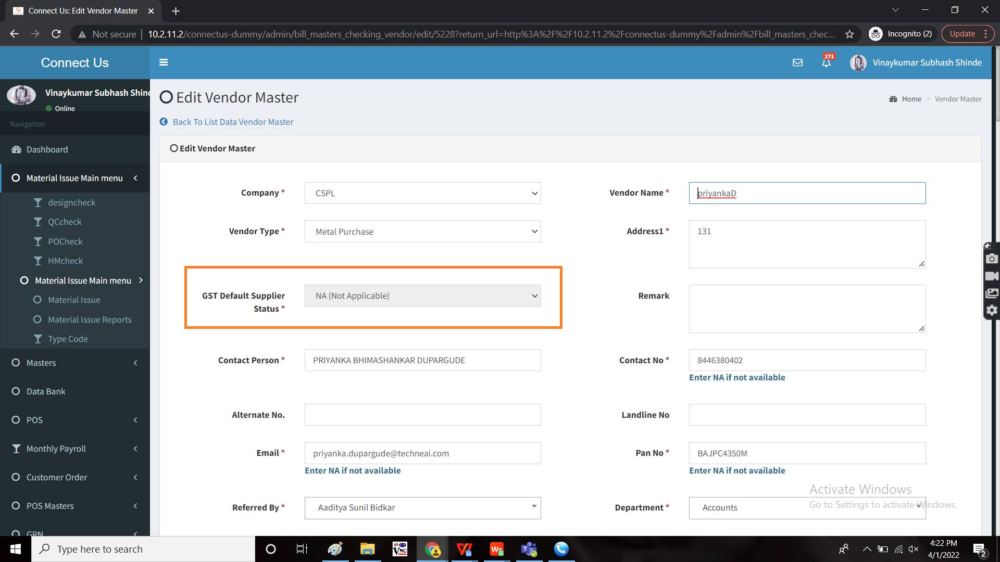 Connect Us: Edit Vendor Master
Not secure
10.2.11.2/connectus-dummy/admin/bill_masters_checking_vendor/edit/5228?return_url=http%3A%2F%2F10.2.11.2%2Fconnectus-dummy%2Fadmin%2Fbill_masters_chec...
Incognito (2)
Update
Connect Us
271
Vinaykumar Subhash Shinde
Vinaykumar Subhash Shind
Online
Navigation
Dashboard
Material Issue Main menu
designcheck
QCcheck
POCheck
HMcheck
Material Issue Main menu
Material Issue
Material Issue Reports
Type Code
Masters
Data Bank
POS
Monthly Payroll
Customer Order
POS Masters
GRN
Edit Vendor Master
Home > Vendor Master
Back To List Data Vendor Master
Edit Vendor Master
Company * CSPL
Vendor Name * priyankaD
Vendor Type * Metal Purchase
Address1 * 131
GST Default Supplier
Status *
NA (Not Applicable)
Remark
Contact Person * PRIYANKA BHIMASHANKAR DUPARGUDE
Contact No * 8446380402
Enter NA if not available
Alternate No.
Landline No
Email * priyanka.dupargude@techneai.com
Enter NA if not available
Pan No * BAJPC4350M
Enter NA if not available
Referred By * Aaditya Sunil Bidkar
Department * Accounts
Activate Windows
Go to Settings to activate Windows.
Type here to search
VNC
4:22 PM
4/1/2022
2